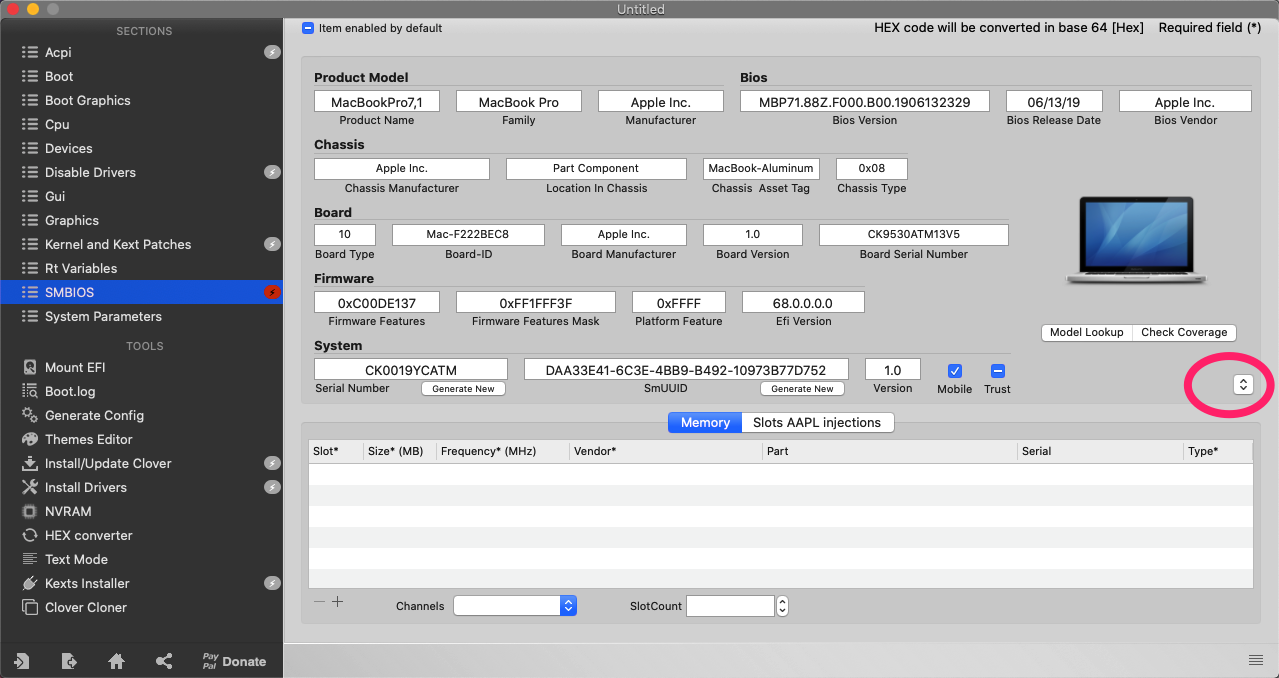 Untitled
SECTIONS
Acpi
Boot
Boot Graphics
Cpu
Devices
Disable Drivers
Gui
Graphics
Kernel and Kext Patches
Rt Variables
SMBIOS
System Parameters
TOOLS
Mount EFI
Boot.log
Generate Config
Themes Editor
Install/Update Clover
Install Drivers
NVRAM
HEX converter
Text Mode
Kexts Installer
Clover Cloner
Pay
Pal Donate
Item enabled by default HEX code will be converted in base 64 [Hex] Required field (*)
Product Model Bios
MacBookPro7,1 MacBook Pro Apple Inc. MBP71.88Z.F000.B00.1906132329 06/13/19 Apple Inc.
Product Name Family Manufacturer Bios Version Bios Release Date Bios Vendor
Chassis
Apple Inc. Part Component MacBook-Aluminum 0x08
Chassis Manufacturer Location In Chassis Chassis Asset Tag Chassis Type
Board
10 Mac-F222BEC8 Apple Inc. 1.0 CK9530ATM13V5
Board Type Board-ID Board Manufacturer Board Version Board Serial Number
Firmware
0xC00DE137 0xFF1FFF3F 0xFFFF 68.0.0.0.0
Firmware Features Firmware Features Mask Platform Feature Efi Version
Model Lookup Check Coverage
System
CK0019YCATM DAA33E41-6C3E-4BB9-B492-10973B77D752 1.0
Serial Number Generate New SmUUID Generate New Version Mobile Trust
Memory Slots AAPL injections
Slot* Size* (MB) Frequency* (MHz) Vendor* Part Serial Type*
Channels SlotCount